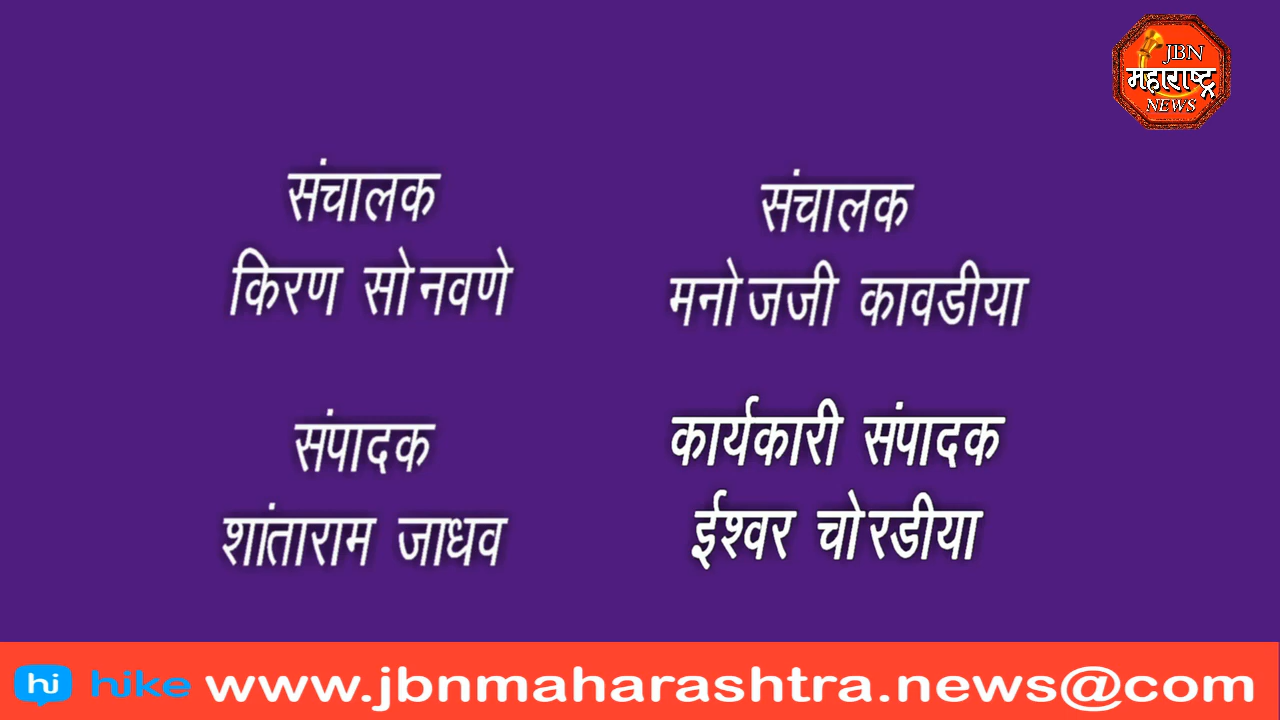 JBN
महाराष्ट्र
NEWS
संचालक
किरण सोनवणे
संचालक
मनोजजी कावडीया
संपादक
शांताराम जाधव
कार्यकारी संपादक
ईश्वर चोरडीया
hi hike www.jbnmaharashtra.news@com